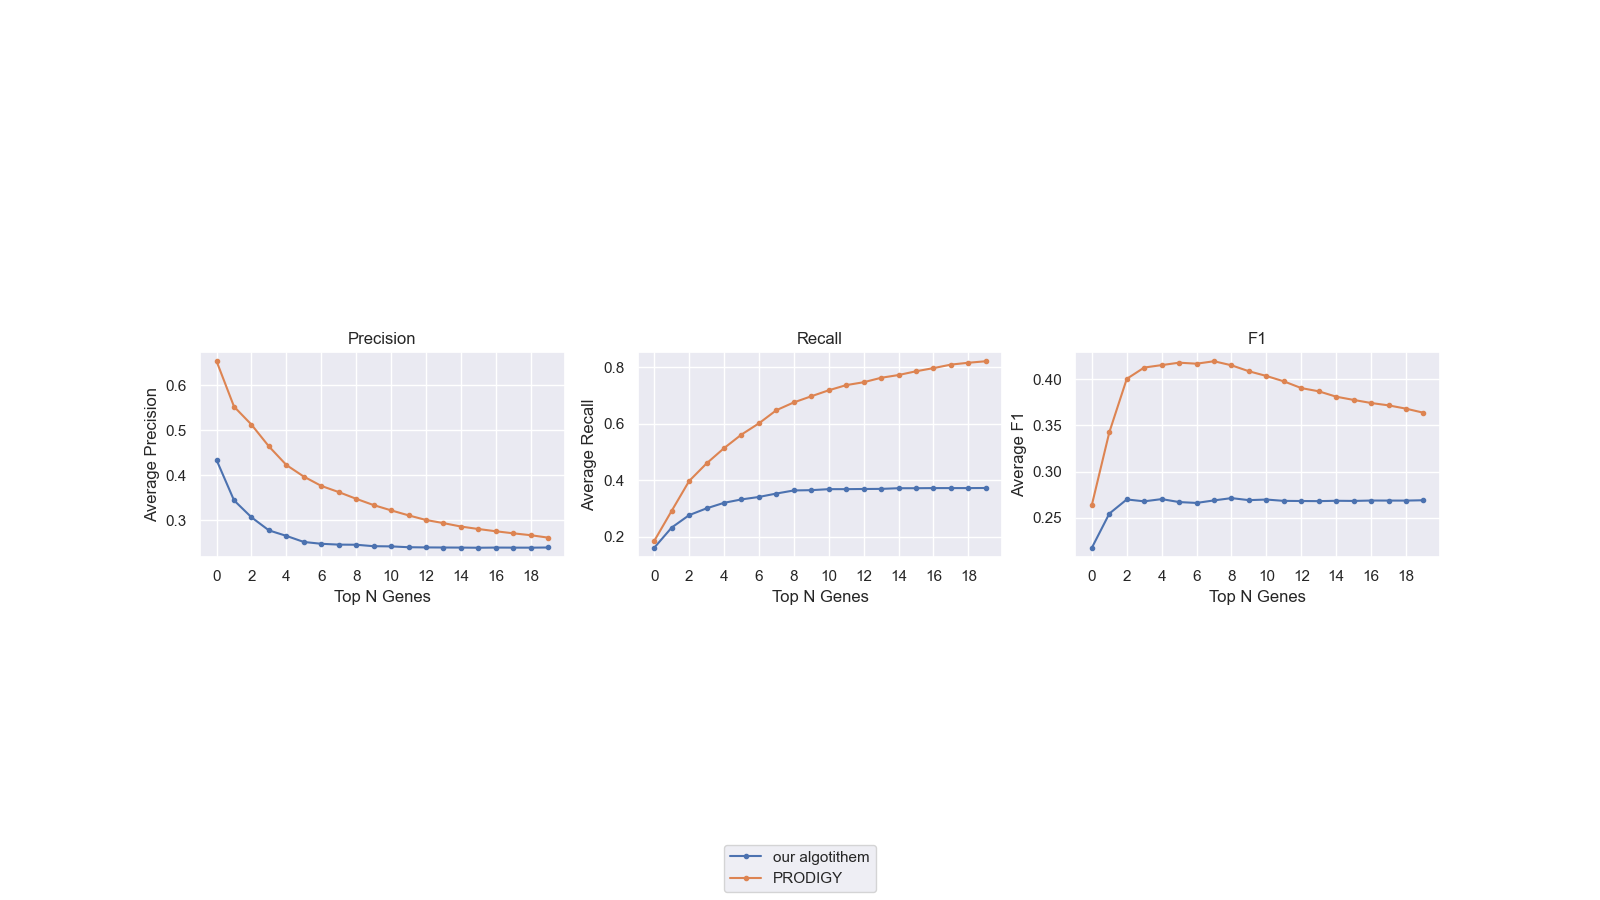 Precision
Recall
F1
Average Precision
0.6
0.5
0.4
0.3
0 2 4 6 8 10 12 14 16 18
Top N Genes
Average Recall
0.8
0.6
0.4
0.2
0 2 4 6 8 10 12 14 16 18
Top N Genes
Average F1
0.40
0.35
0.30
0.25
0 2 4 6 8 10 12 14 16 18
Top N Genes
our algotithem
PRODIGY